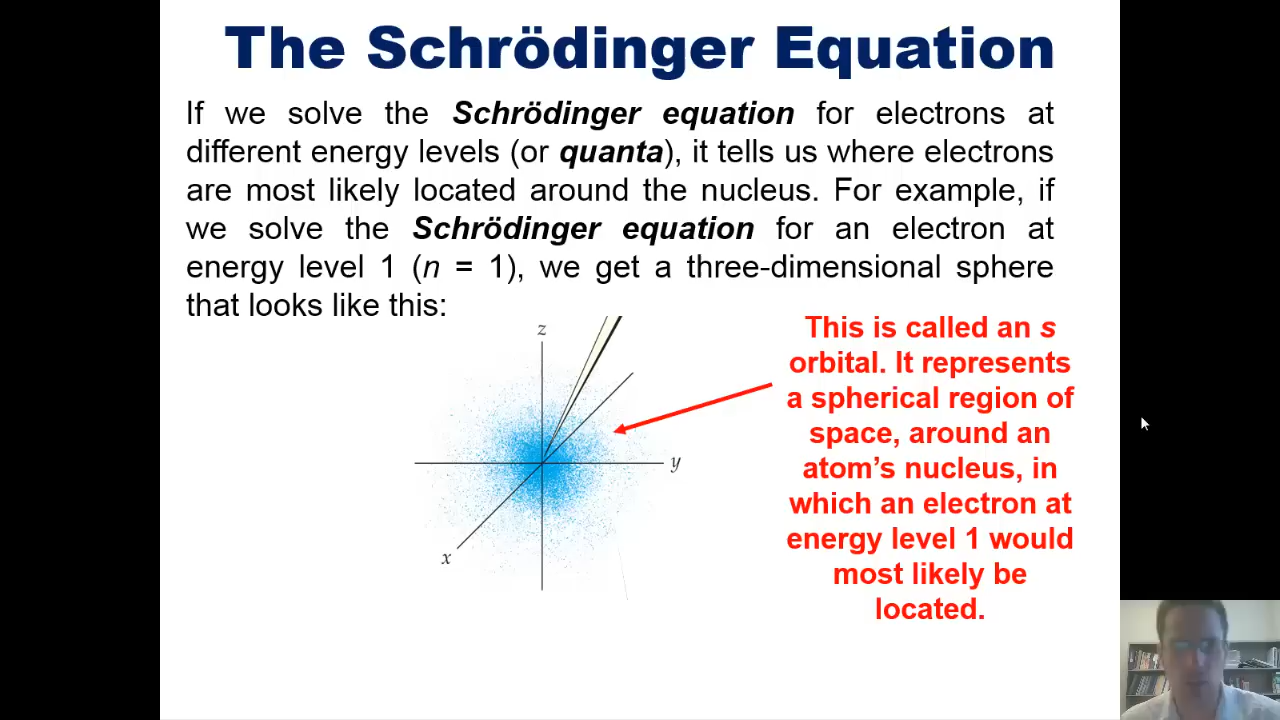 The Schrödinger Equation
If we solve the Schrödinger equation for electrons at
different energy levels (or quanta), it tells us where electrons
are most likely located around the nucleus. For example, if
we solve the Schrödinger equation for an electron at
energy level 1 (n = 1), we get a three-dimensional sphere
that looks like this:
This is called an s
orbital. It represents
a spherical region of
space, around an
atom's nucleus, in
which an electron at
energy level 1 would
most likely be
located.
z
y
x